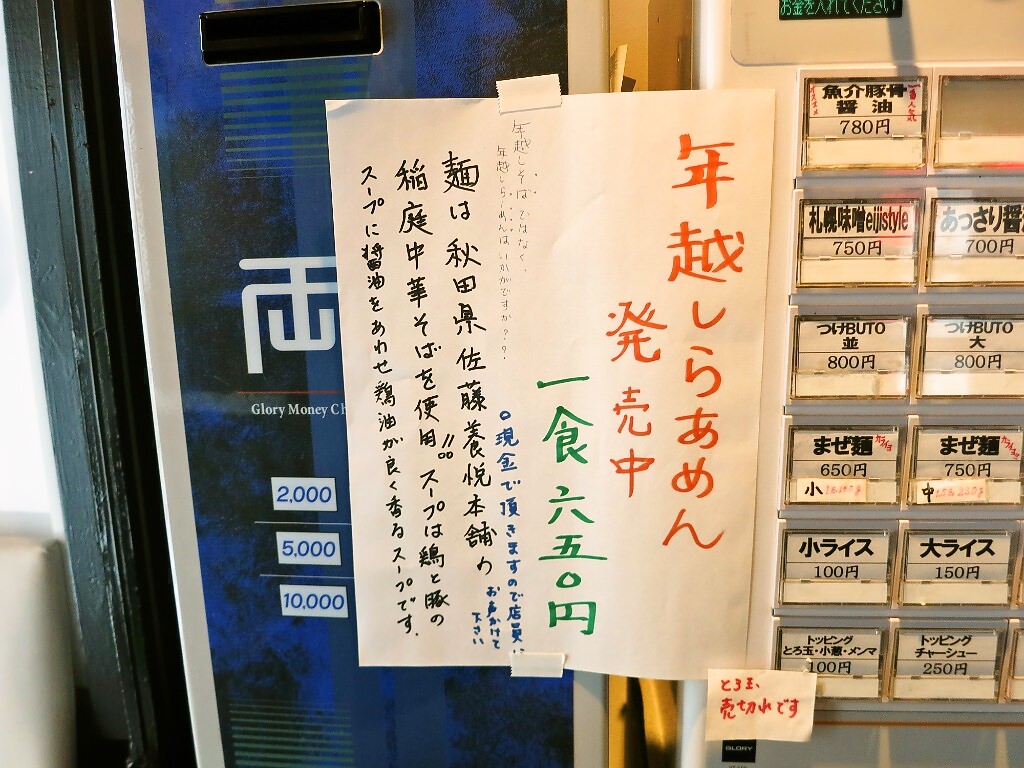 お金を入れてください
年越しらあめん
発売中
一食 六五〇円
○現金で頂きますので店員に
お声かけて
下さい
年越しそばではなく、
年越しらーめんはいかがですか??
麺は秋田県佐藤養悦本舗の
稲庭中華そばを使用!! スープは鶏と豚の
スープに醤油をあわせ鶏油が良く香るスープです.
両
Glory Money Ch
2,000
5,000
10,000
魚介豚骨
醤油
780円
札幌味噌eijistyle
750円
あっさり醤
700円
つけBUTO
並
800円
つけBUTO
大
800円
まぜ麺
650円
小
まぜ麺
750円
中
小ライス
100円
大ライス
150円
トッピング
とろ玉・小葱・メンマ
100円
トッピング
チャーシュー
250円
とろ玉、
売切れです
GLORY